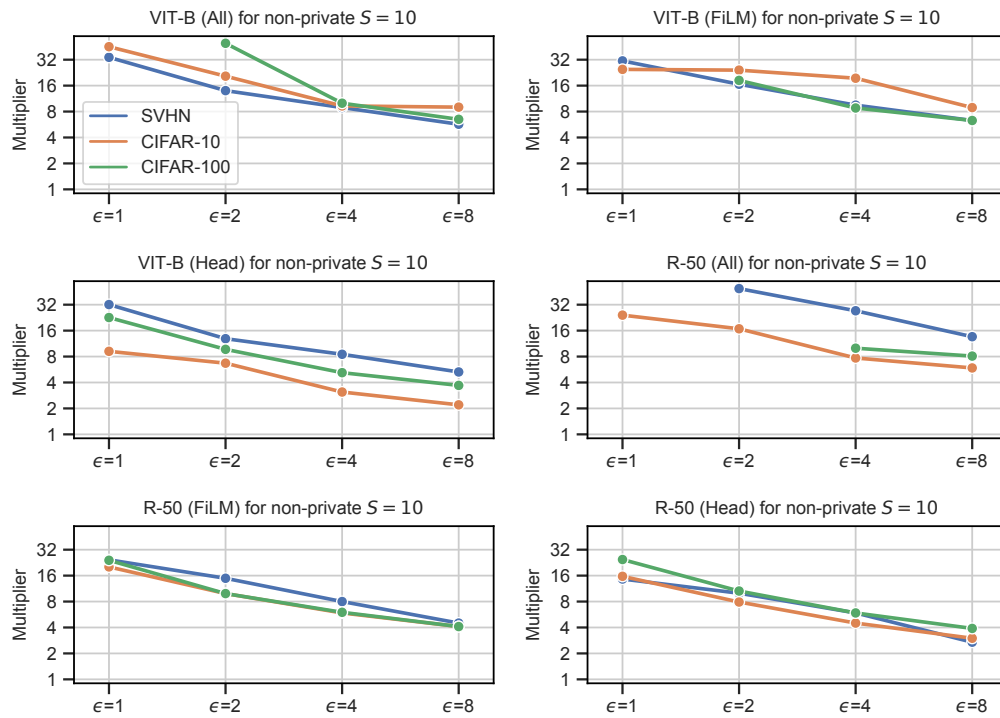 VIT-B (All) for non-private S = 10
Multiplier
32
16
8
4
2
1
SVHN
CIFAR-10
CIFAR-100
ϵ=1
ϵ=2
ϵ=4
ϵ=8
VIT-B (FiLM) for non-private S = 10
Multiplier
32
16
8
4
2
1
ϵ=1
ϵ=2
ϵ=4
ϵ=8
VIT-B (Head) for non-private S = 10
Multiplier
32
16
8
4
2
1
ϵ=1
ϵ=2
ϵ=4
ϵ=8
R-50 (All) for non-private S = 10
Multiplier
32
16
8
4
2
1
ϵ=1
ϵ=2
ϵ=4
ϵ=8
R-50 (FiLM) for non-private S = 10
Multiplier
32
16
8
4
2
1
ϵ=1
ϵ=2
ϵ=4
ϵ=8
R-50 (Head) for non-private S = 10
Multiplier
32
16
8
4
2
1
ϵ=1
ϵ=2
ϵ=4
ϵ=8